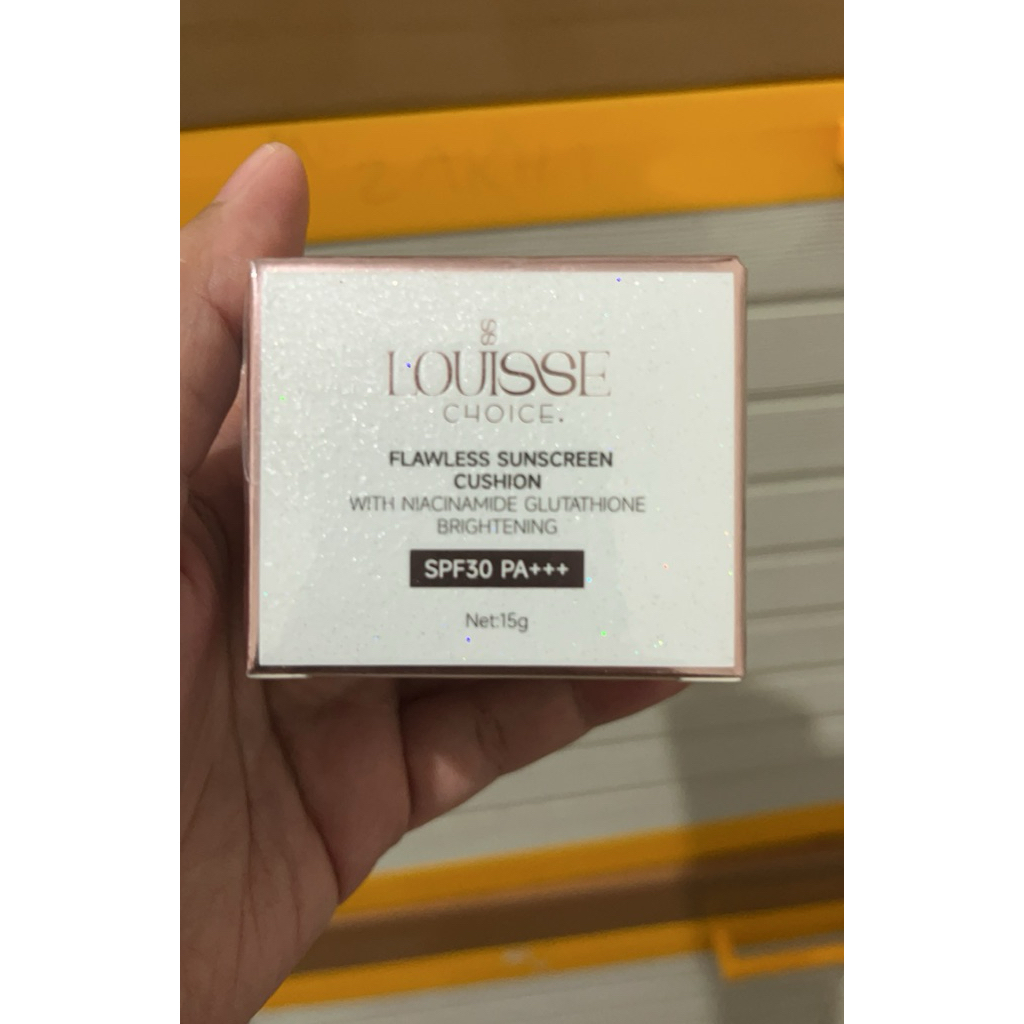 LOUISSE
CHOICE.
FLAWLESS SUNSCREEN
CUSHION
WITH NIACINAMIDE GLUTATHIONE
BRIGHTENING
SPF30 PA+++
Net:15g